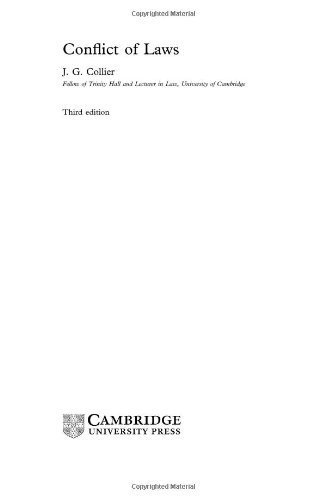 Copyrighted Material
Conflict of Laws
J. G. Collier
Fellow of Trinity Hall and Lecturer in Law, University of Cambridge
Third edition
CAMBRIDGE
UNIVERSITY PRESS
Copyrighted Material